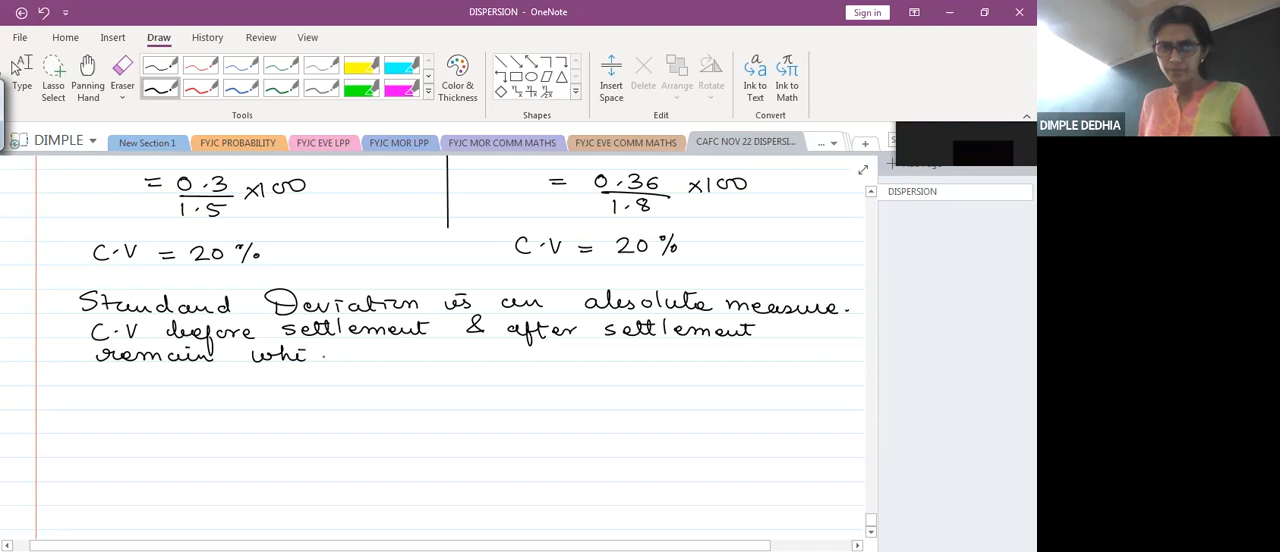 DISPERSION - OneNote
Sign in
File Home Insert Draw History Review View
Type Lasso Select Panning Hand Eraser Color & Thickness Insert Space Delete Arrange Rotate Ink to Text Ink to Math
Tools Shapes Edit Convert
DIMPLE DEDHIA
DIMPLE New Section 1 FYJC PROBABILITY FYJC EVE LPP FYJC MOR LPP FYJC MOR COMM MATHS FYJC EVE COMM MATHS CAFC NOV 22 DISPERSI...
DISPERSION
= 0.3 / 1.5 ×100
= 0.36 / 1.8 ×100
C.V = 20 %
C.V = 20 %
Standard Deviation is an absolute measure.
C.V before settlement & after settlement
remain whi